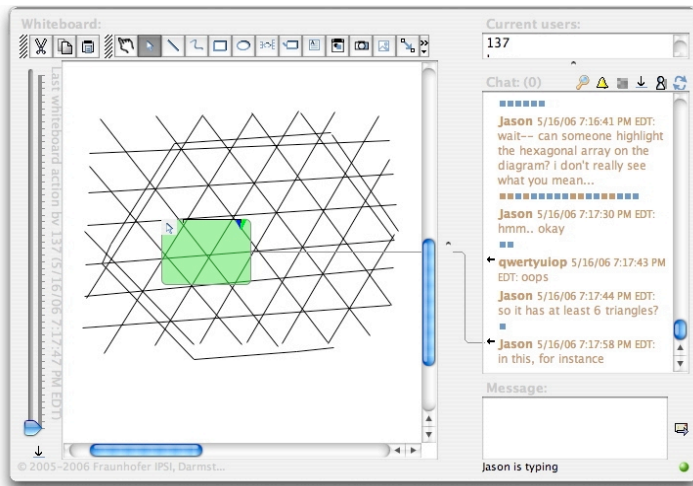 Whiteboard:
Current users:
137
Chat: (0)
Last whiteboard action by 137 (5/16/06 7:17:47 PM EDT)
Jason 5/16/06 7:16:41 PM EDT:
wait-- can someone highlight
the hexagonal array on the
diagram? i don't really see
what you mean...
Jason 5/16/06 7:17:30 PM EDT:
hmm.. okay
qwertyuiop 5/16/06 7:17:43 PM
EDT: oops
Jason 5/16/06 7:17:44 PM EDT:
so it has at least 6 triangles?
Jason 5/16/06 7:17:58 PM EDT:
in this, for instance
Message:
Jason is typing
© 2005-2006 Fraunhofer IPSI, Darmst...